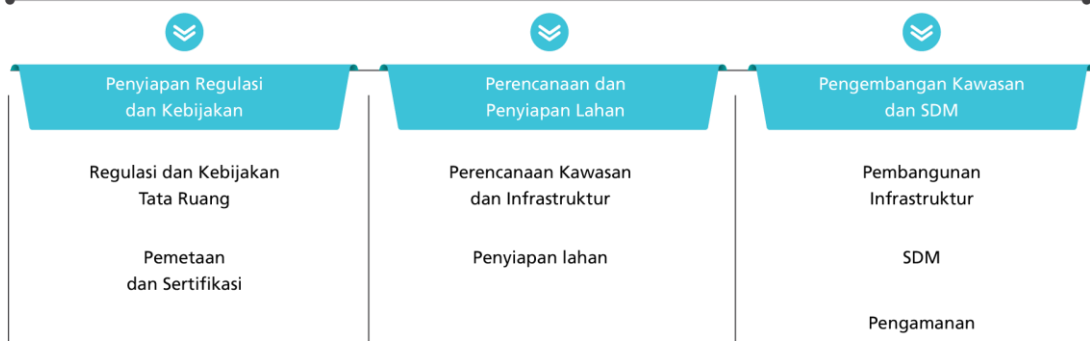 Penyiapan Regulasi
dan Kebijakan
Regulasi dan Kebijakan
Tata Ruang
Pemetaan
dan Sertifikasi
Perencanaan dan
Penyiapan Lahan
Perencanaan Kawasan
dan Infrastruktur
Penyiapan lahan
Pengembangan Kawasan
dan SDM
Pembangunan
Infrastruktur
SDM
Pengamanan